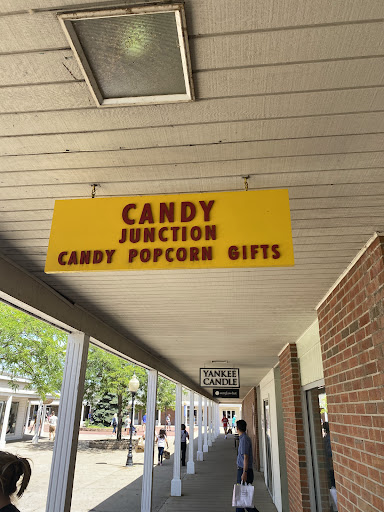 CANDY
JUNCTION
CANDY POPCORN GIFTS
YANKEE
CANDLE